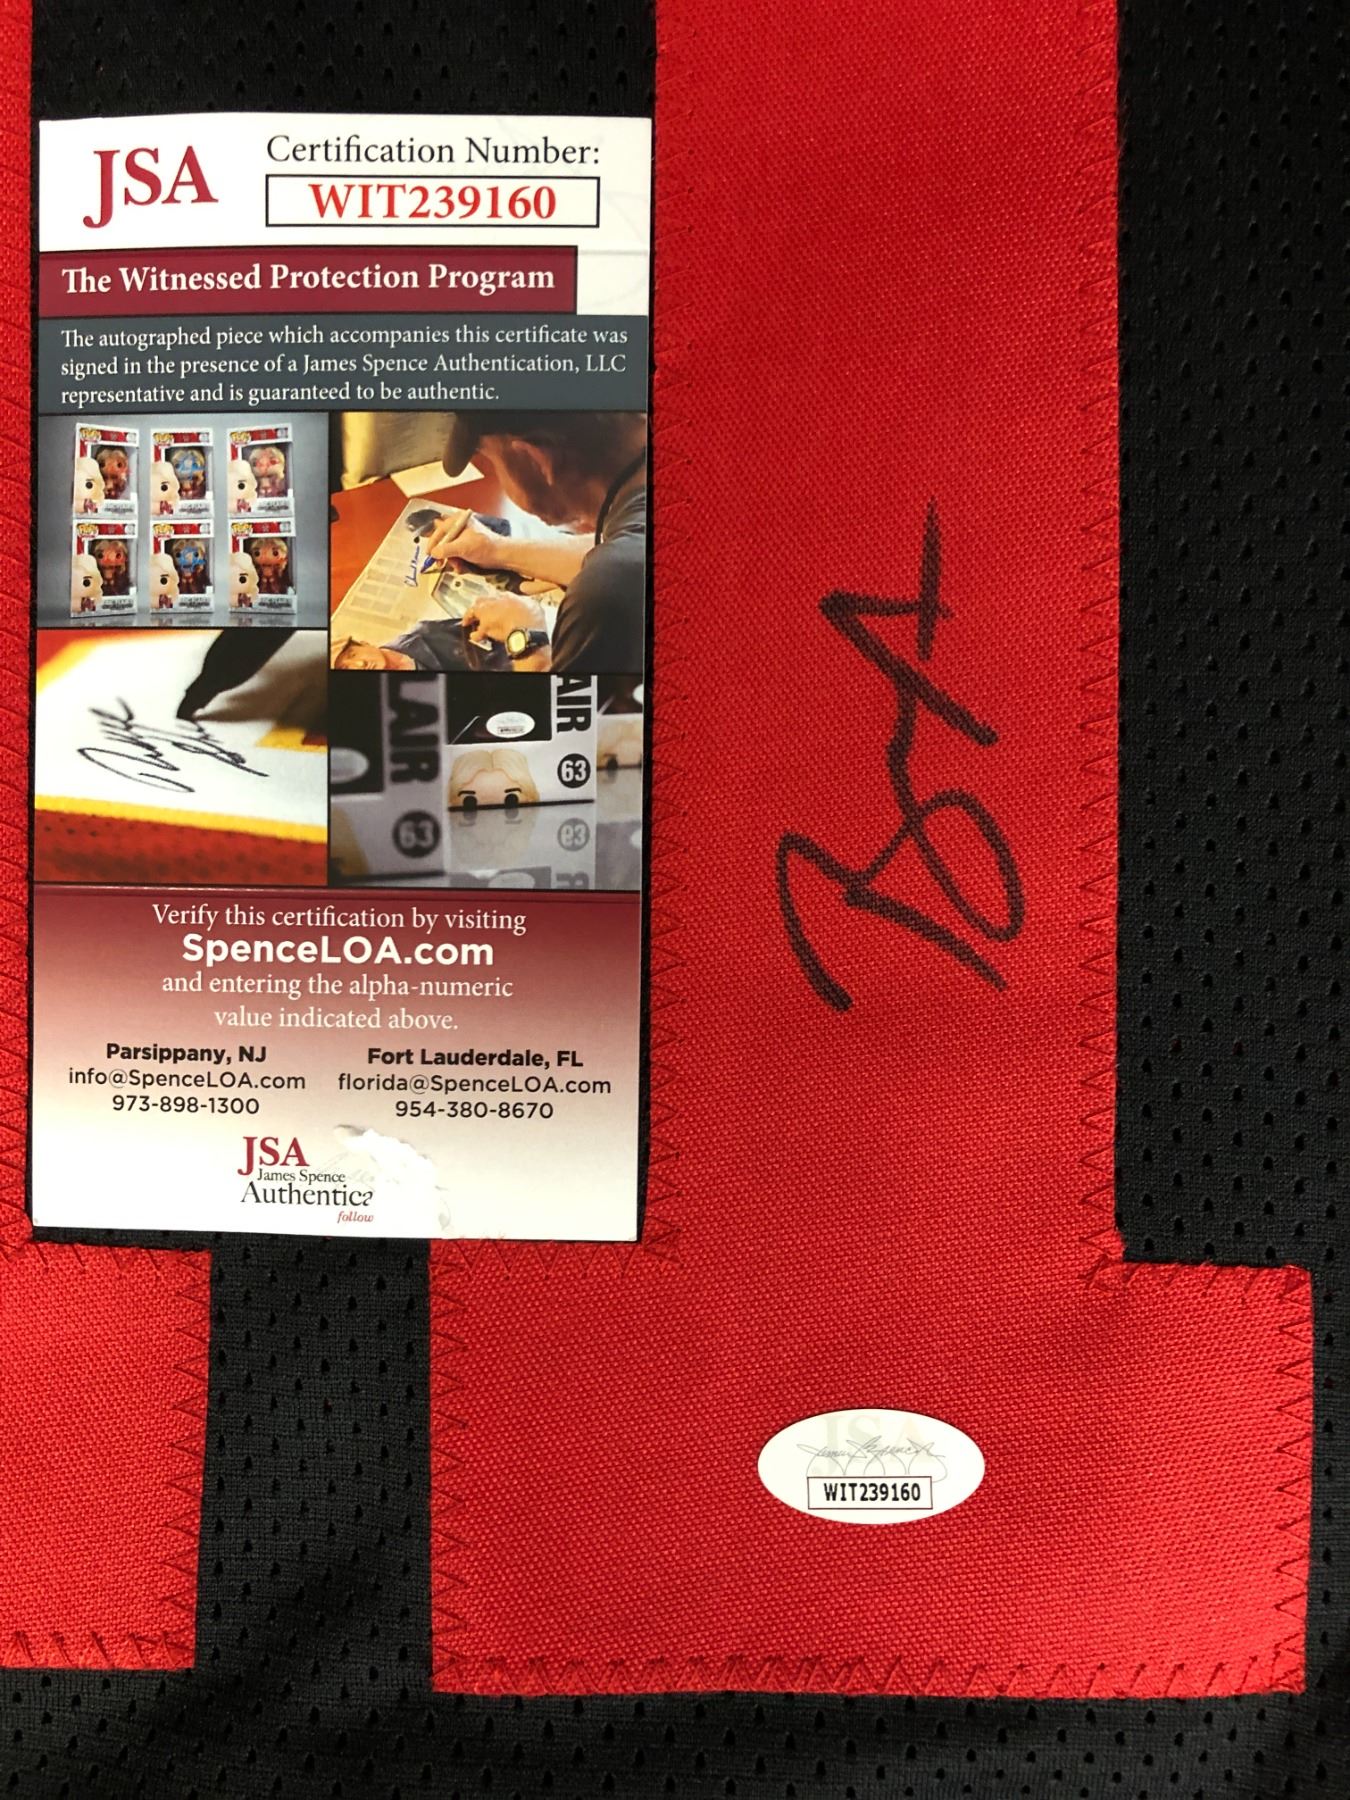 JSA
Certification Number:
WIT239160
The Witnessed Protection Program
The autographed piece which accompanies this certificate was
signed in the presence of a James Spence Authentication, LLC
representative and is guaranteed to be authentic.
LAIR
63
AIR
63
Verify this certification by visiting
SpenceLOA.com
and entering the alpha-numeric
value indicated above.
Parsippany, NJ
info@SpenceLOA.com
973-898-1300
Fort Lauderdale, FL
florida@SpenceLOA.com
954-380-8670
JSA
James Spence
Authentica
follow
JSA
WIT239160